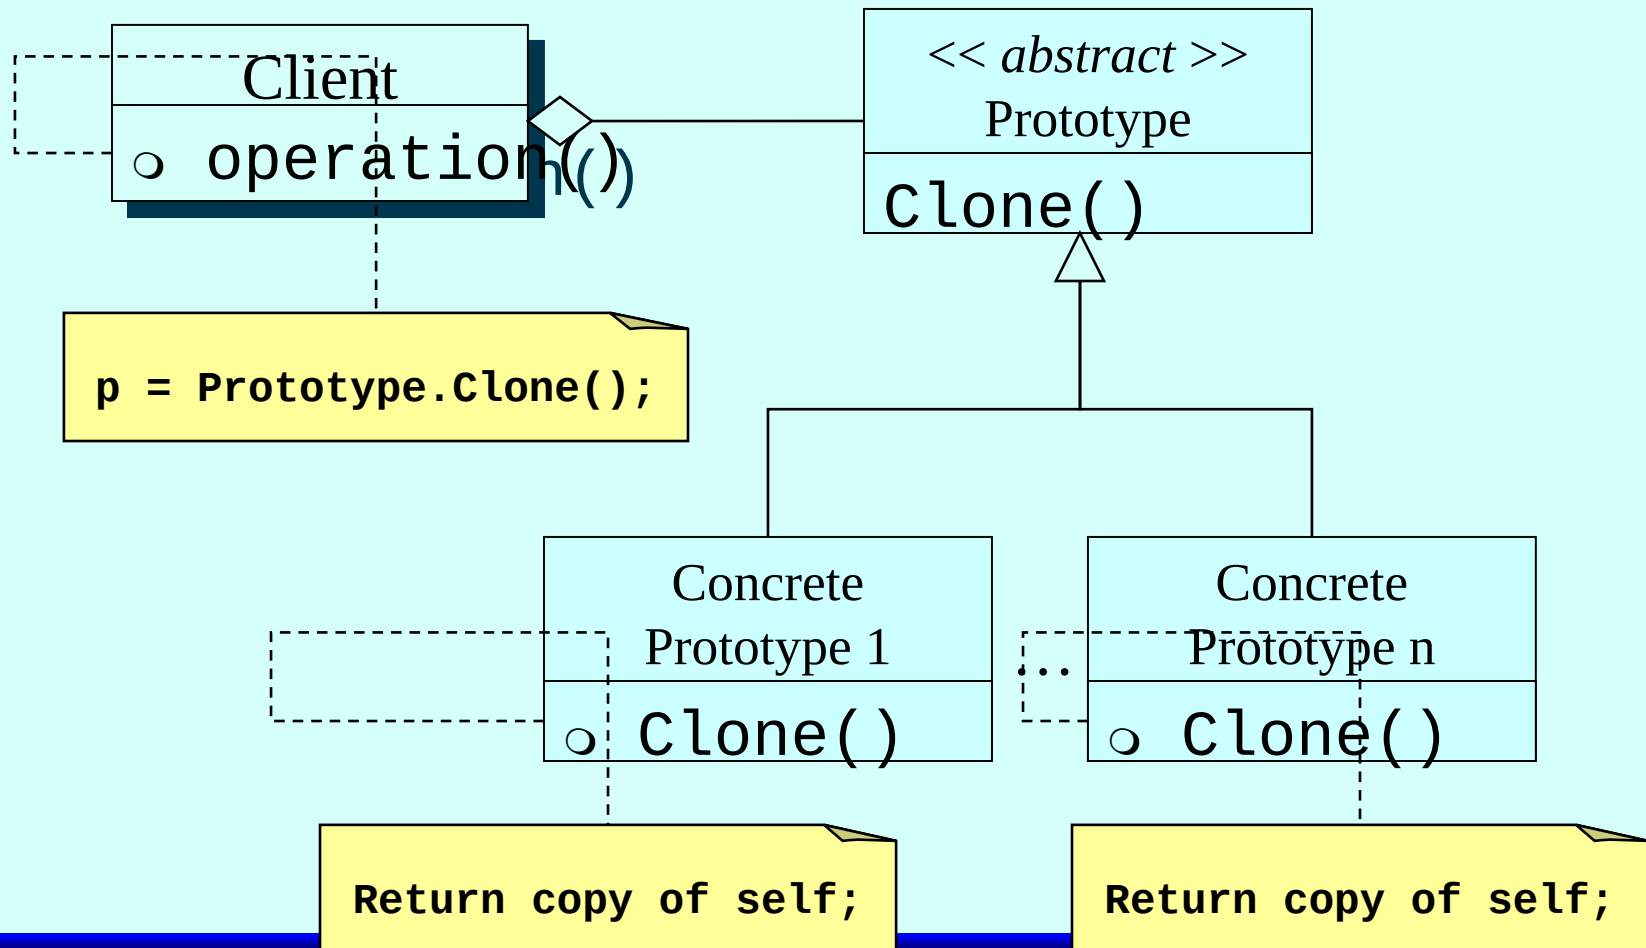 Client
❍ operation()
<< abstract >>
Prototype
Clone()
p = Prototype.Clone();
Concrete
Prototype 1
❍ Clone()
...
Concrete
Prototype n
❍ Clone()
Return copy of self;
Return copy of self;